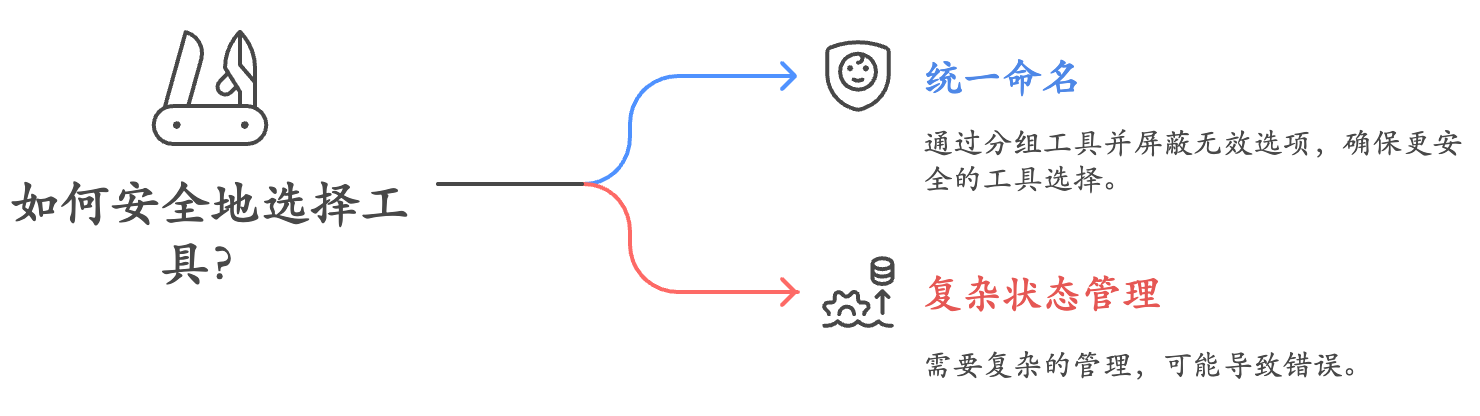 如何安全地选择工
具?
统一命名
通过分组工具并屏蔽无效选项，确保更安
全的工具选择。
复杂状态管理
需要复杂的管理，可能导致错误。